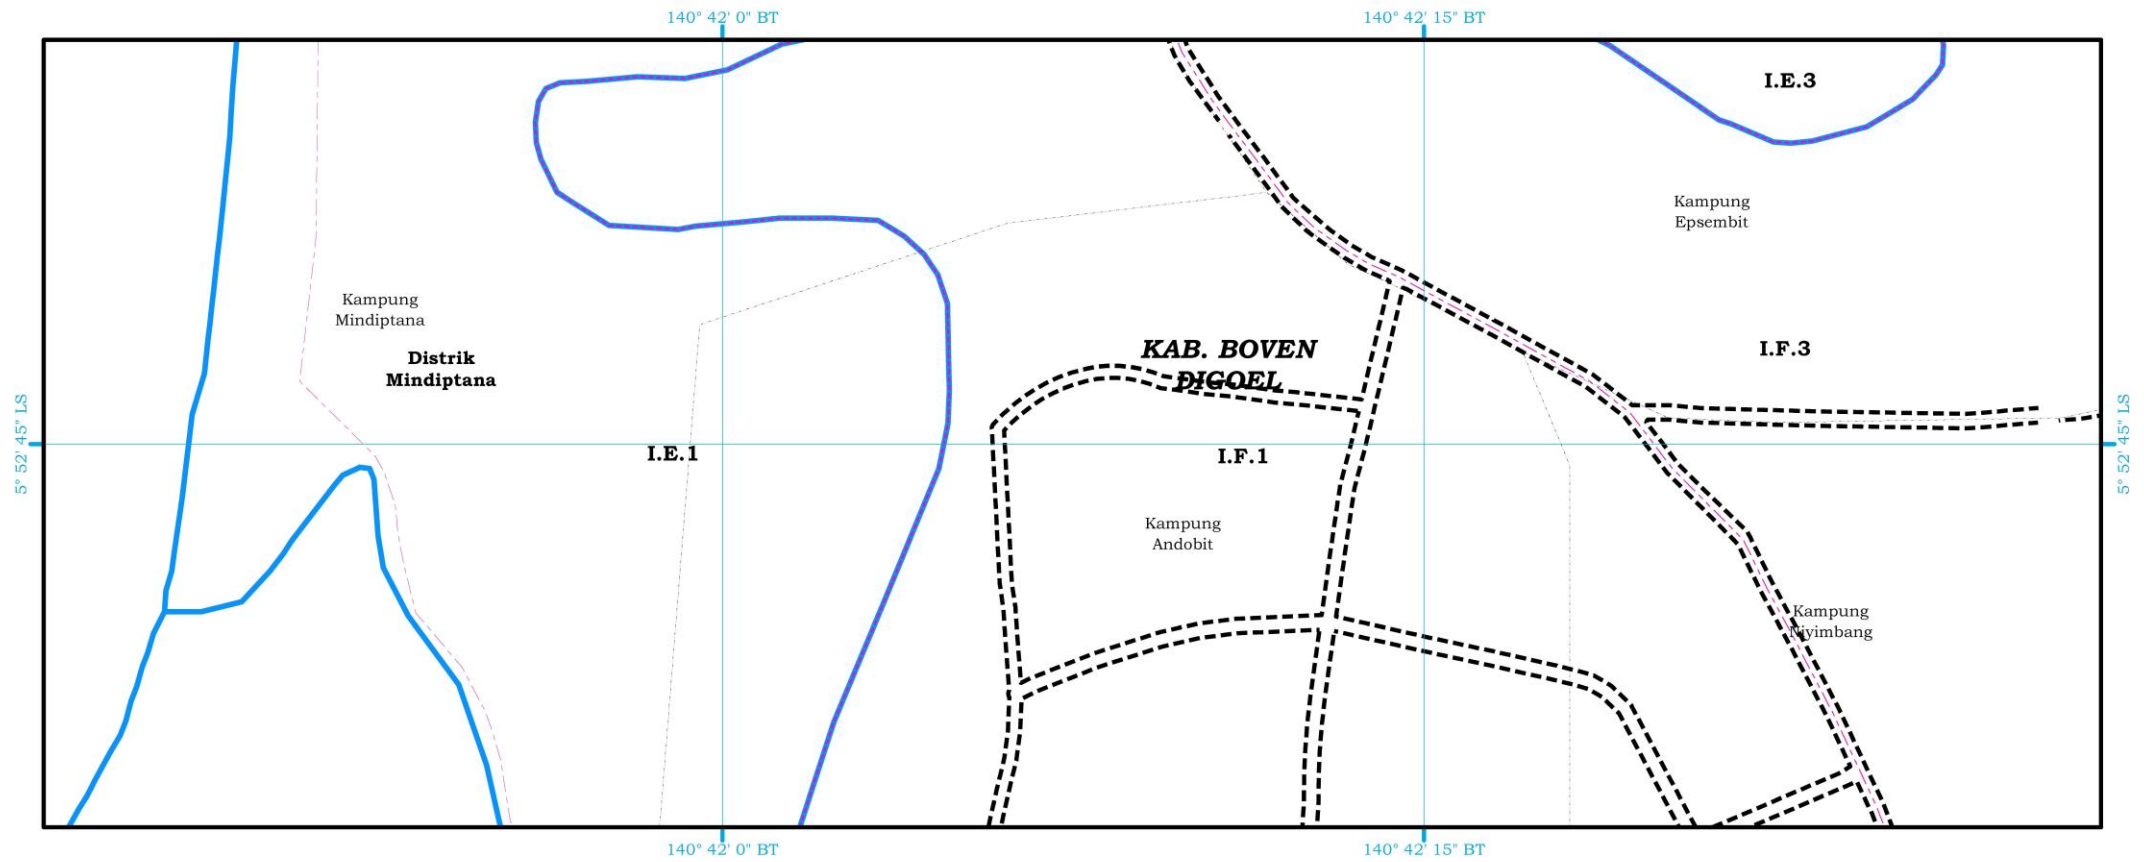 140° 42' 0" BT
140° 42' 15" BT
I.E.3
Kampung
Epsembit
Kampung
Mindiptana
Distrik
Mindiptana
KAB. BOVEN
DIGOEL
I.F.3
5° 52' 45" LS
5° 52' 45" LS
I.E.1
I.F.1
Kampung
Andobit
Kampung
Niyimbang
140° 42' 0" BT
140° 42' 15" BT